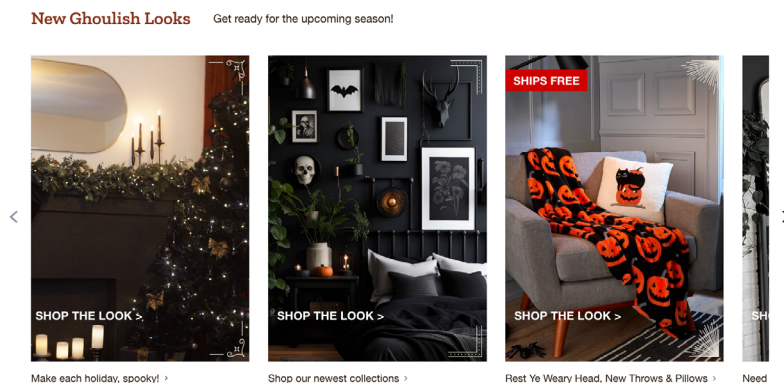 New Ghoulish Looks
Get ready for the upcoming season!
SHIPS FREE
SHOP THE LOOK >
SHOP THE LOOK >
SHOP THE LOOK >
SH
Make each holiday, spooky! >
Shop our newest collections >
Rest Ye Weary Head, New Throws & Pillows >
Need